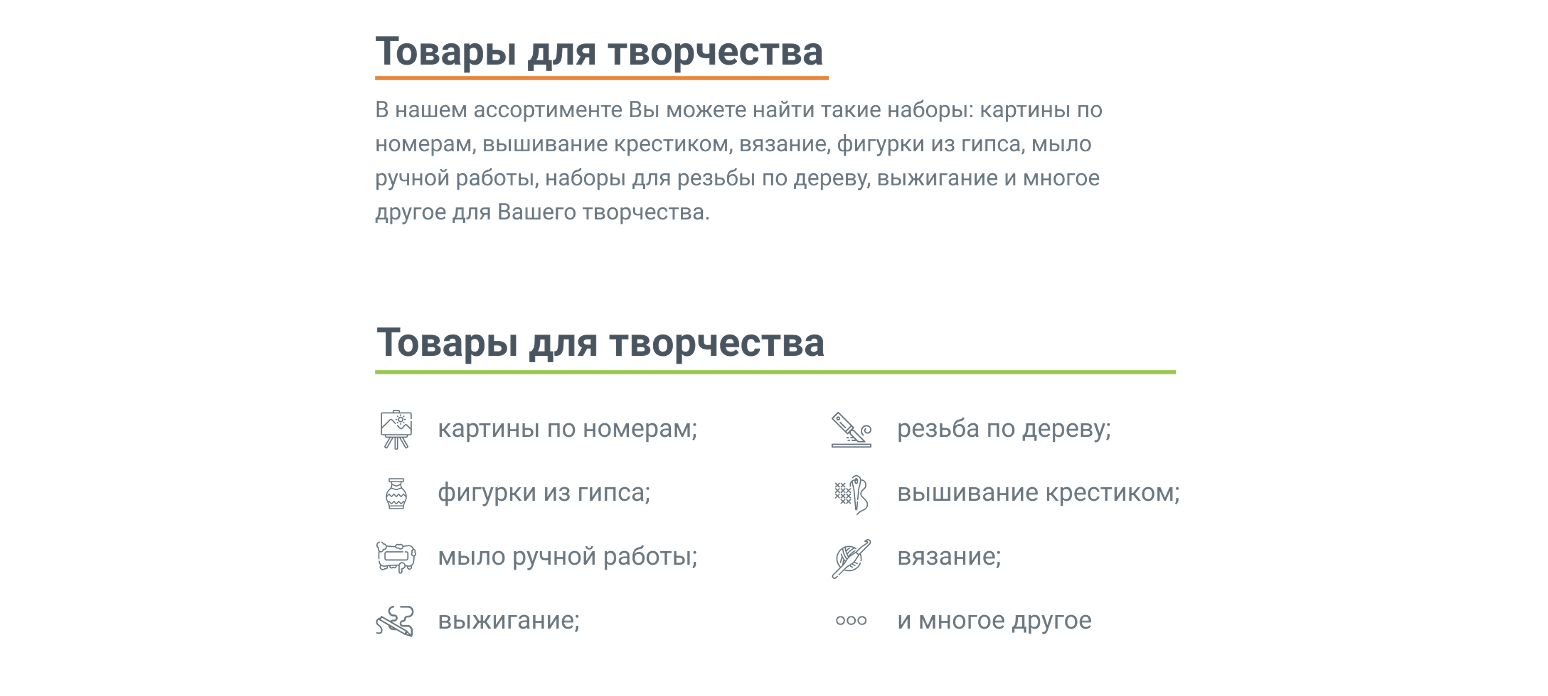 Товары для творчества
В нашем ассортименте Вы можете найти такие наборы: картины по
номерам, вышивание крестиком, вязание, фигурки из гипса, мыло
ручной работы, наборы для резьбы по дереву, выжигание и многое
другое для Вашего творчества.
Товары для творчества
картины по номерам;
фигурки из гипса;
мыло ручной работы;
выжигание;
резьба по дереву;
вышивание крестиком;
вязание;
и многое другое